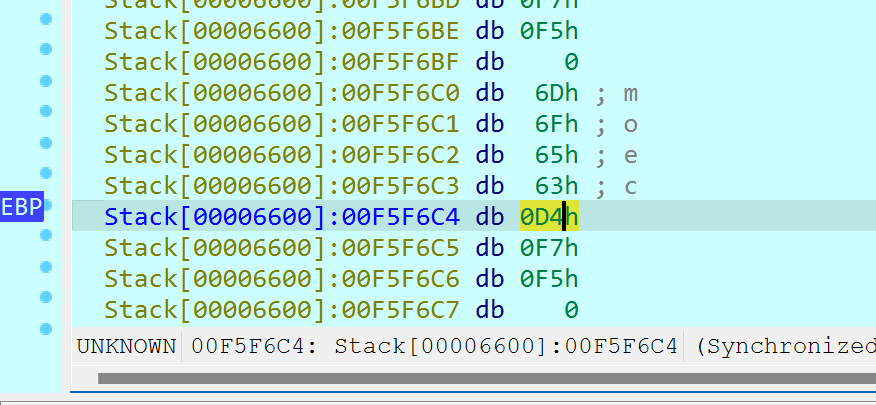 Stack[00006600]:00F5F6BD db 0F7h
Stack[00006600]:00F5F6BE db 0F5h
Stack[00006600]:00F5F6BF db 0
Stack[00006600]:00F5F6C0 db 6Dh ; m
Stack[00006600]:00F5F6C1 db 6Fh ; o
Stack[00006600]:00F5F6C2 db 65h ; e
Stack[00006600]:00F5F6C3 db 63h ; c
EBP Stack[00006600]:00F5F6C4 db 0D4h
Stack[00006600]:00F5F6C5 db 0F7h
Stack[00006600]:00F5F6C6 db 0F5h
Stack[00006600]:00F5F6C7 db 0
UNKNOWN 00F5F6C4: Stack[00006600]:00F5F6C4 (Synchronized